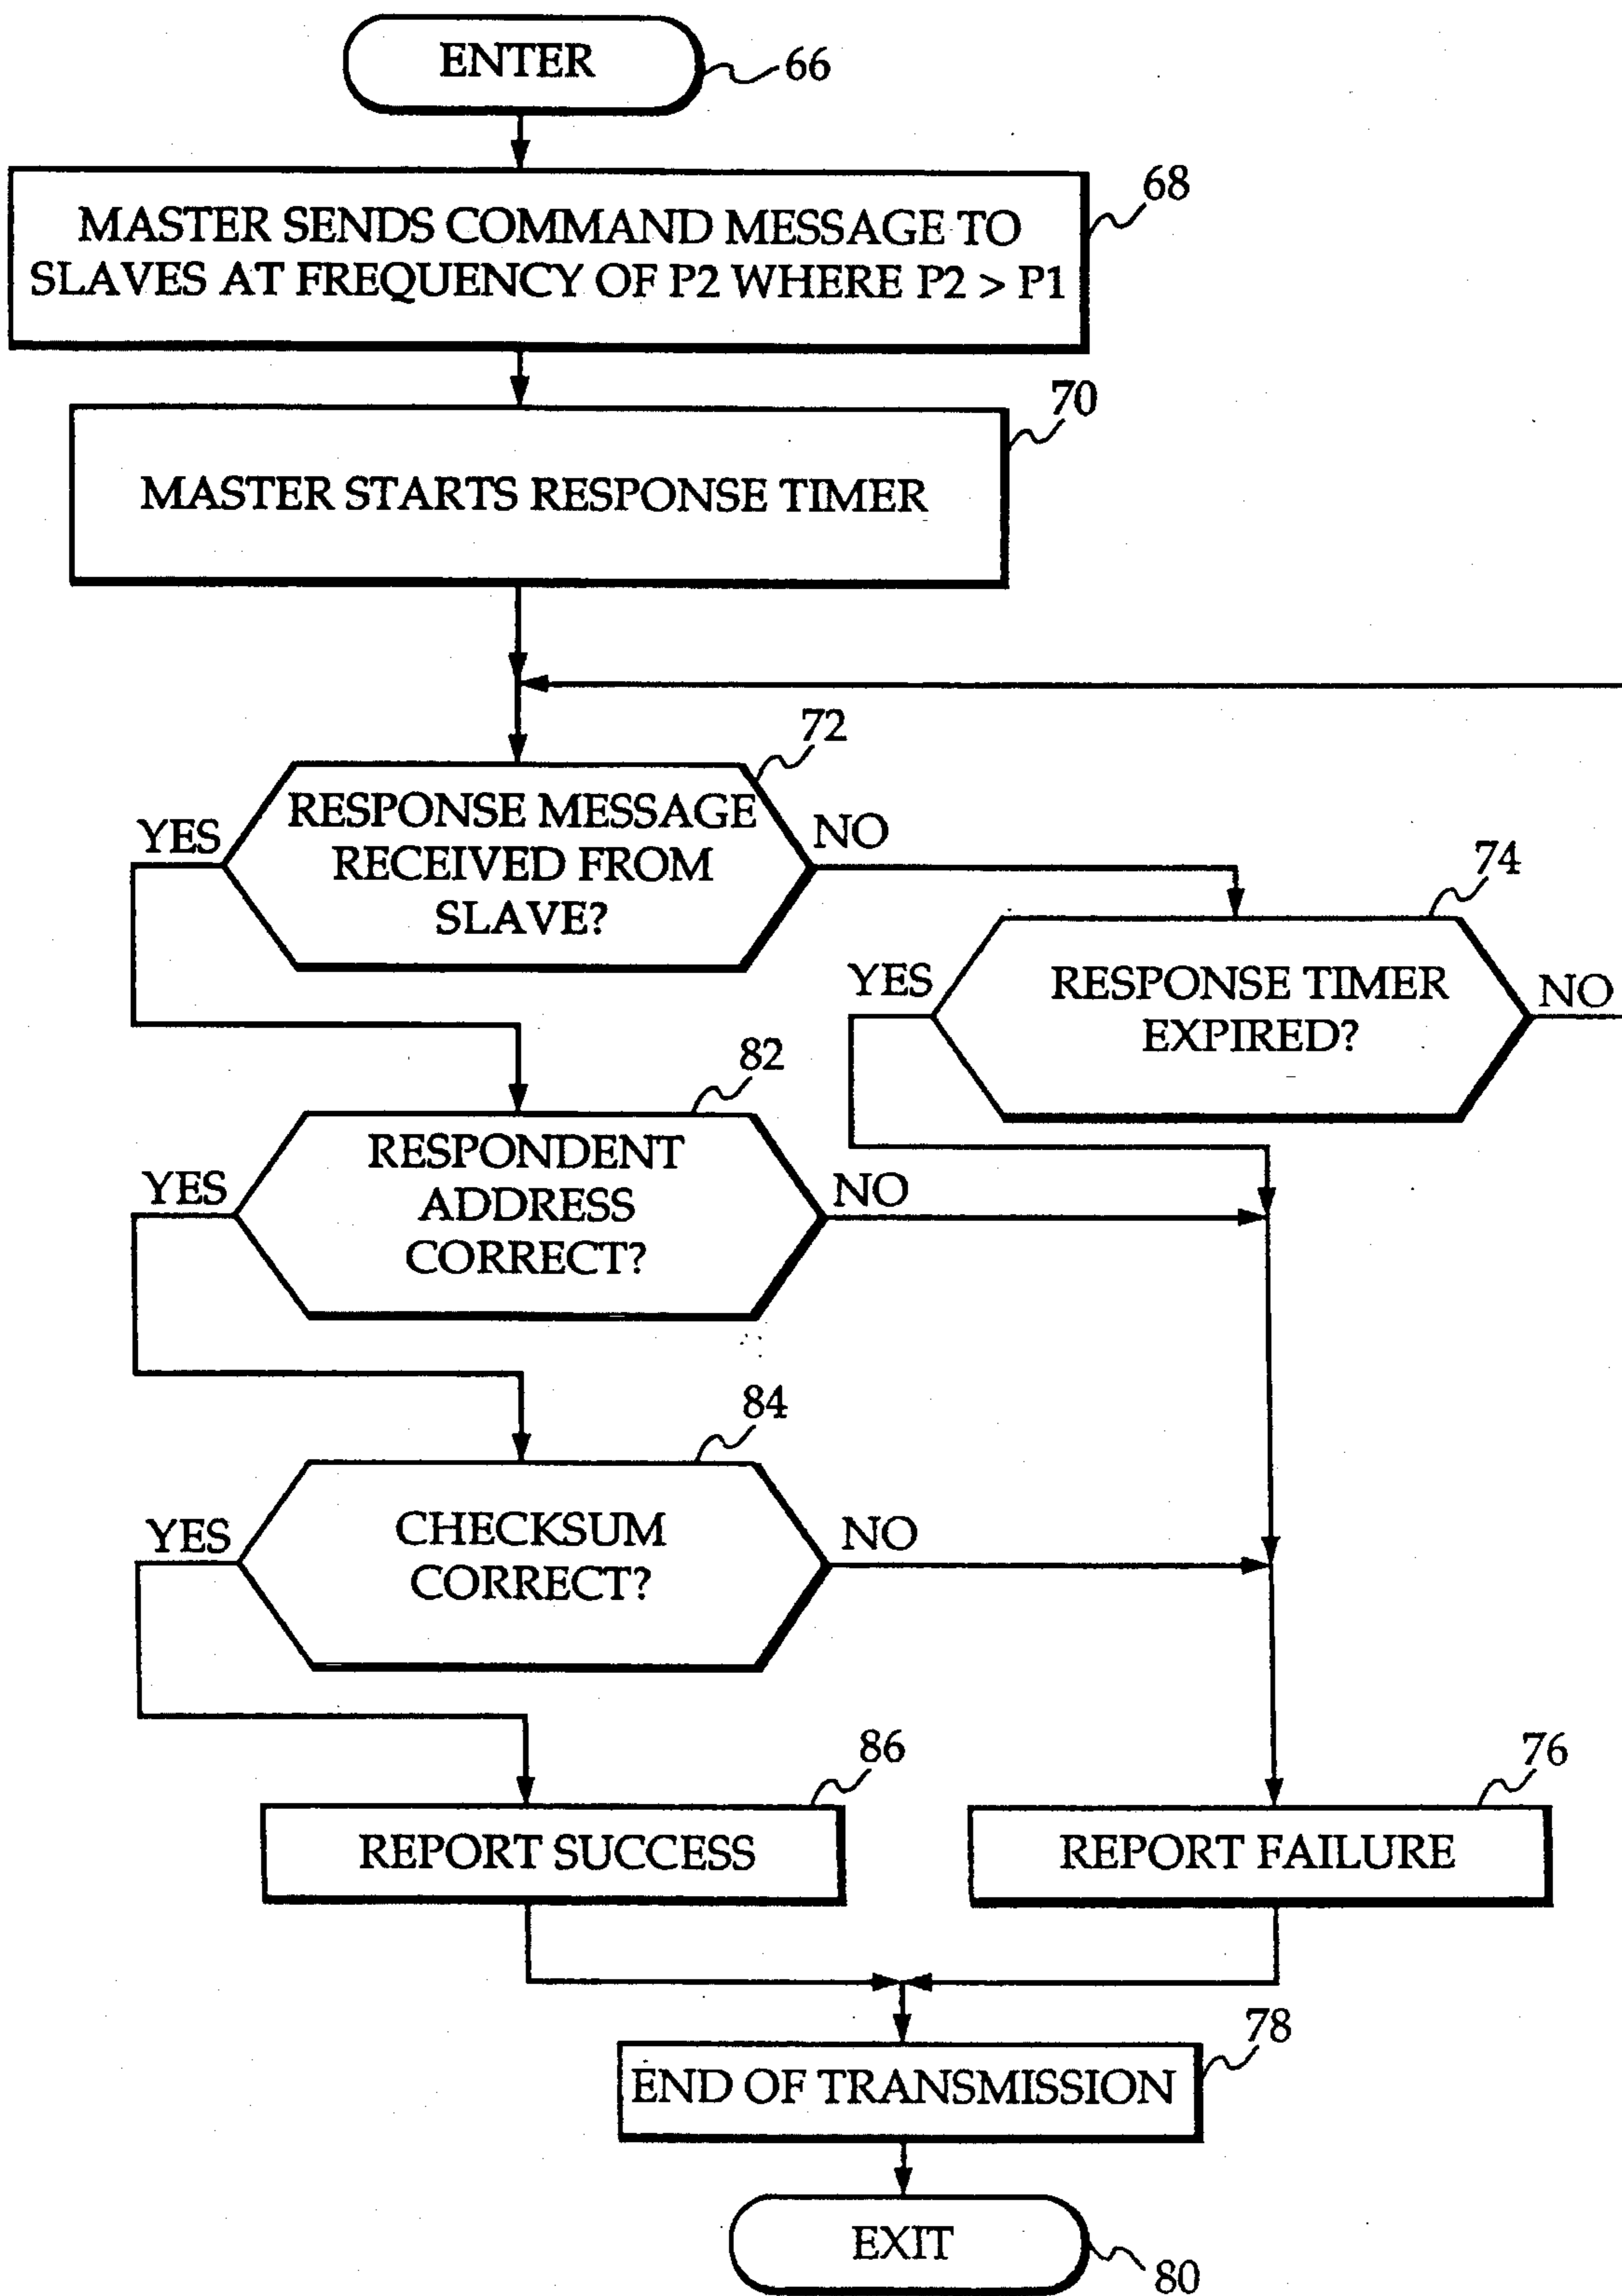 ENTER
66
68
MASTER SENDS COMMAND MESSAGE TO
SLAVES AT FREQUENCY OF P2 WHERE P2 > P1
70
MASTER STARTS RESPONSE TIMER
72
YES
RESPONSE MESSAGE
RECEIVED FROM
SLAVE?
NO
74
YES
RESPONSE TIMER
EXPIRED?
NO
82
YES
RESPONDENT
ADDRESS
CORRECT?
NO
84
YES
CHECKSUM
CORRECT?
NO
86
REPORT SUCCESS
76
REPORT FAILURE
78
END OF TRANSMISSION
EXIT
80